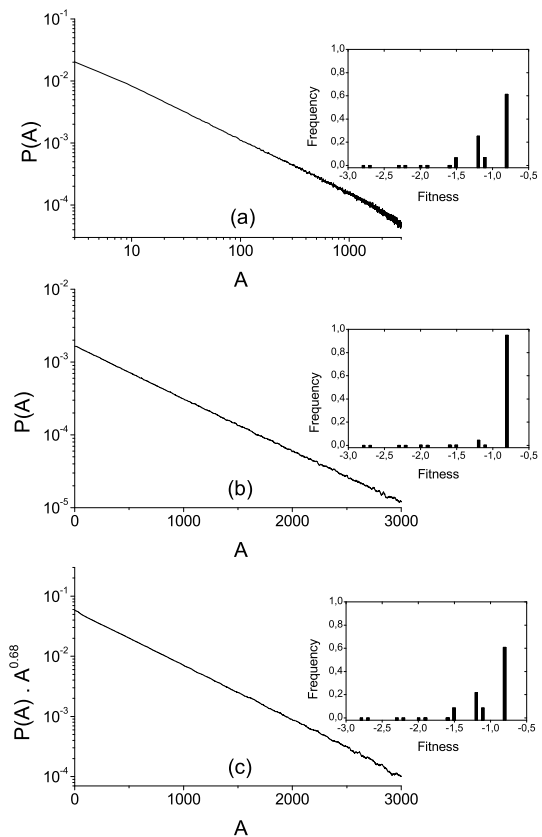 10^-1
10^-2
10^-3
10^-4
P(A)
10
100
1000
A
(a)
1,0
0,8
0,6
0,4
0,2
0,0
Frequency
-3,0 -2,5 -2,0 -1,5 -1,0 -0,5
Fitness
10^-2
10^-3
10^-4
10^-5
P(A)
0 1000 2000 3000
A
(b)
1,0
0,8
0,6
0,4
0,2
0,0
Frequency
-3,0 -2,5 -2,0 -1,5 -1,0 -0,5
Fitness
10^-1
10^-2
10^-3
10^-4
P(A) . A^0.68
0 1000 2000 3000
A
(c)
1,0
0,8
0,6
0,4
0,2
0,0
Frequency
-3,0 -2,5 -2,0 -1,5 -1,0 -0,5
Fitness